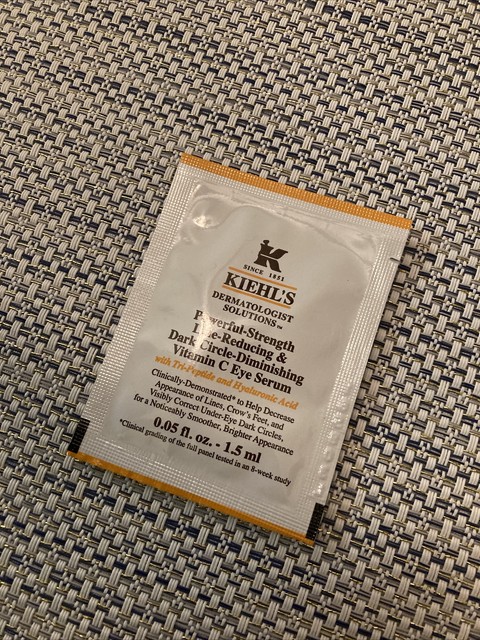 K
SINCE 1851
KIEHL'S
DERMATOLOGIST
SOLUTIONS™
Powerful-Strength
Line-Reducing &
Dark Circle-Diminishing
Vitamin C Eye Serum
with Tri-Peptide and Hyaluronic Acid
Clinically-Demonstrated* to Help Decrease
Appearance of Lines, Crow's Feet, and
Visibly Correct Under-Eye Dark Circles,
for a Noticeably Smoother, Brighter Appearance
0.05 fl. oz. - 1.5 ml
*Clinical grading of the full panel tested in an 8-week study